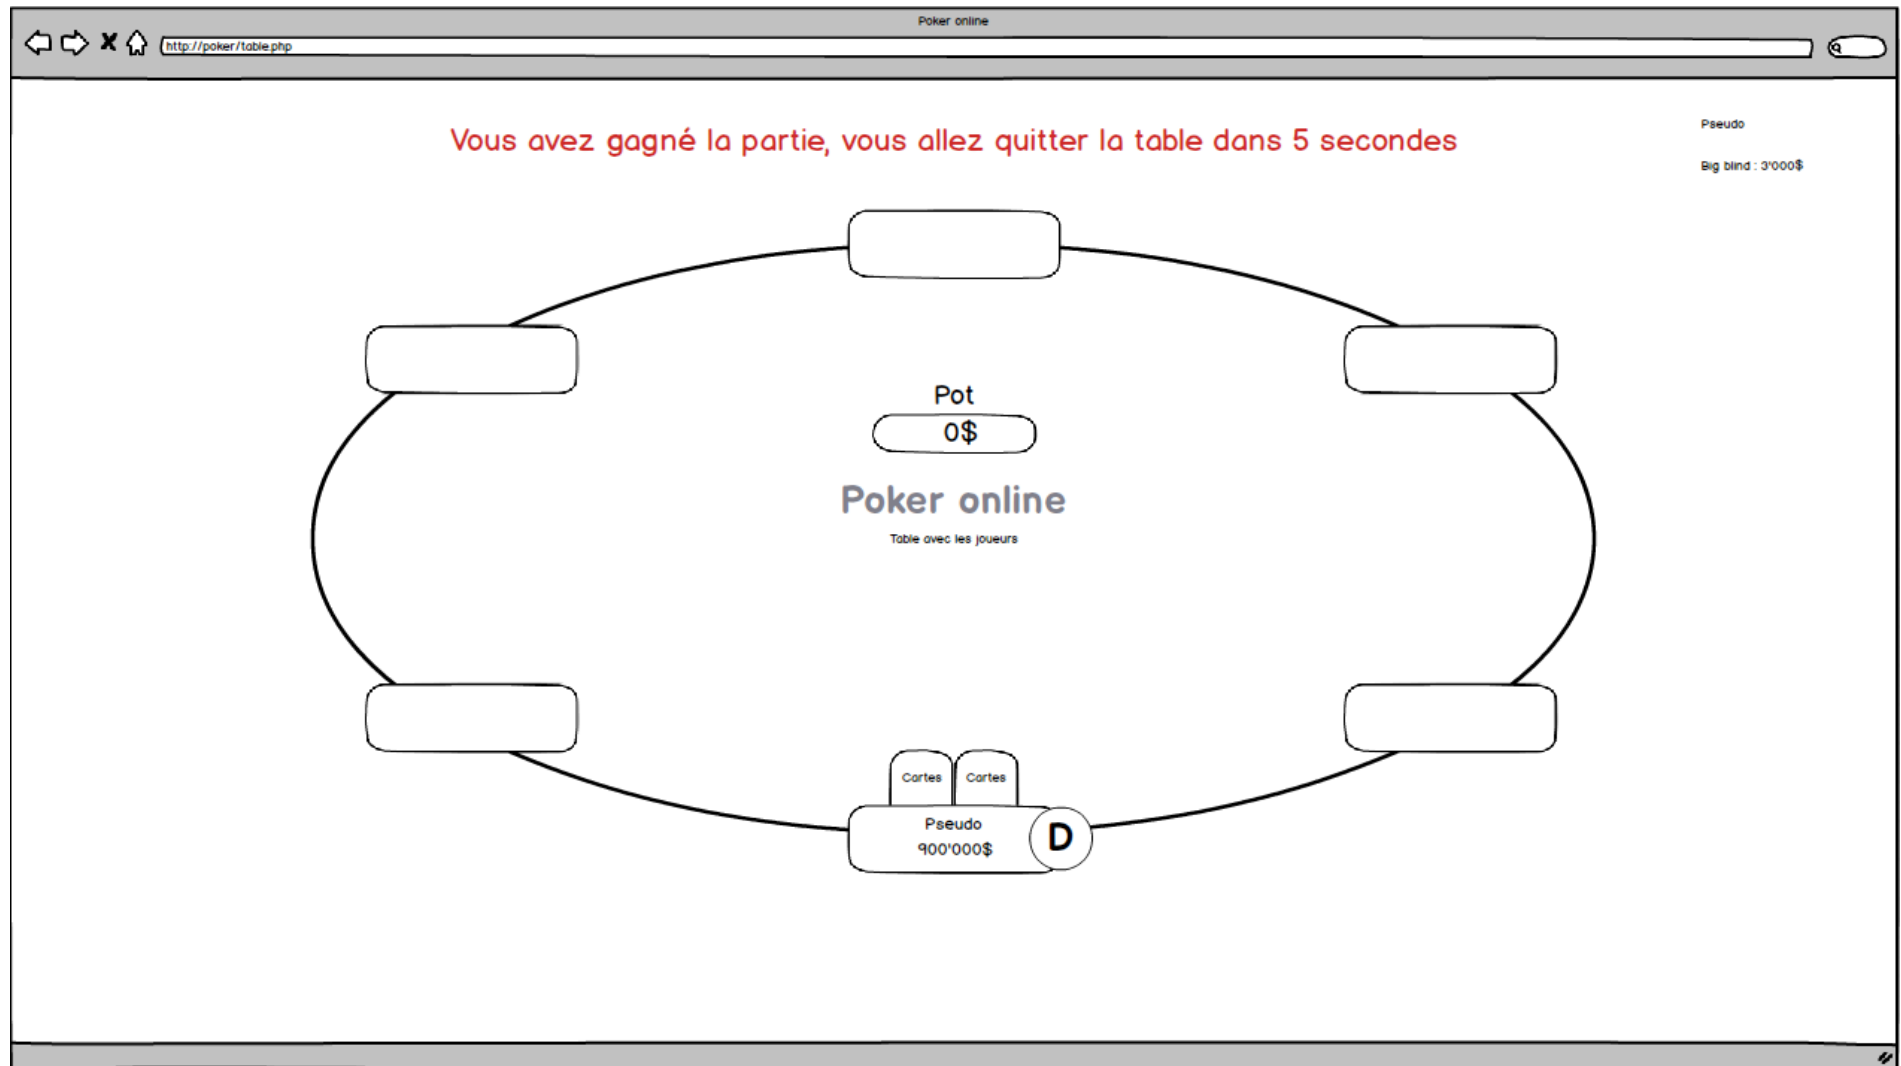 Poker online
http://poker/table.php
Vous avez gagné la partie, vous allez quitter la table dans 5 secondes
Pseudo
Big blind : 3'000$
Pot
0$
Poker online
Table avec les joueurs
Cartes Cartes
Pseudo
900'000$
D